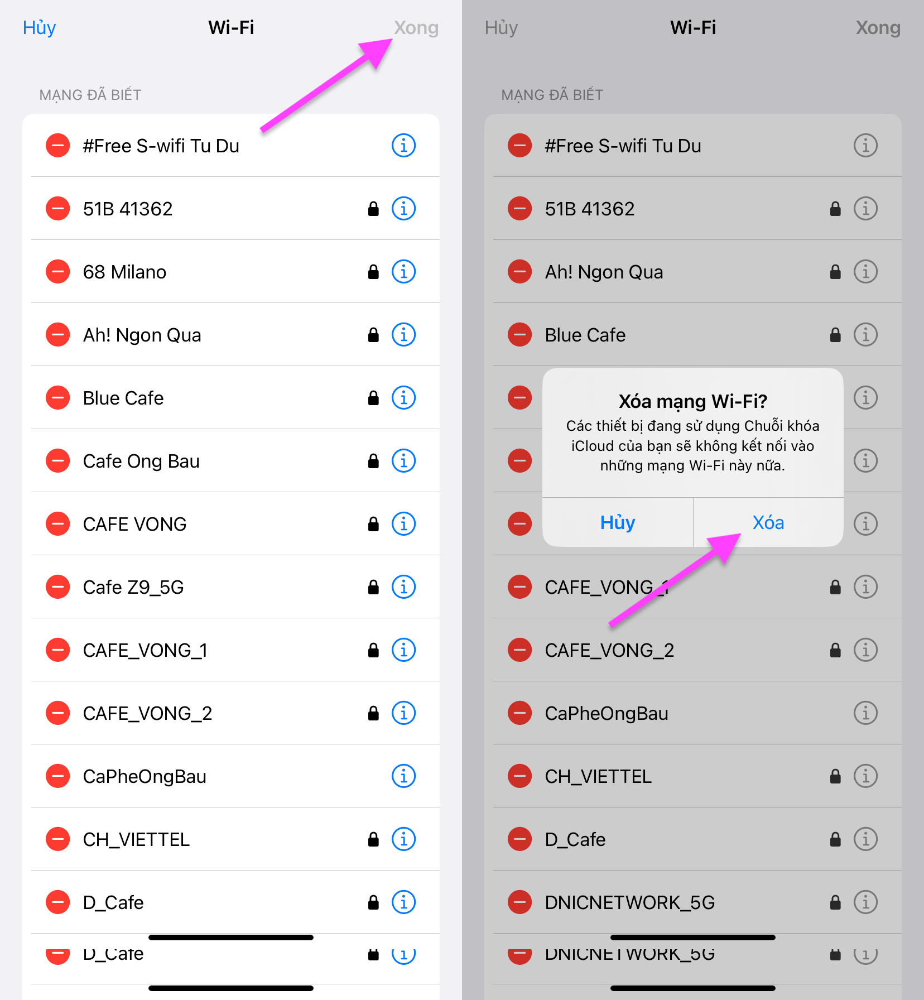 Hủy
Wi-Fi
Xong
MẠNG ĐÃ BIẾT
#Free S-wifi Tu Du
51B 41362
68 Milano
Ah! Ngon Qua
Blue Cafe
Cafe Ong Bau
CAFE VONG
Cafe Z9_5G
CAFE_VONG_1
CAFE_VONG_2
CaPheOngBau
CH_VIETTEL
D_Cafe
D_Cafe
Hủy
Wi-Fi
Xong
MẠNG ĐÃ BIẾT
#Free S-wifi Tu Du
51B 41362
Ah! Ngon Qua
Blue Cafe
Xóa mạng Wi-Fi?
Các thiết bị đang sử dụng Chuỗi khóa
iCloud của bạn sẽ không kết nối vào
những mạng Wi-Fi này nữa.
Hủy
Xóa
CAFE_VONG_1
CAFE_VONG_2
CaPheOngBau
CH_VIETTEL
D_Cafe
DNICNETWORK_5G
DNICNETWORK_5G